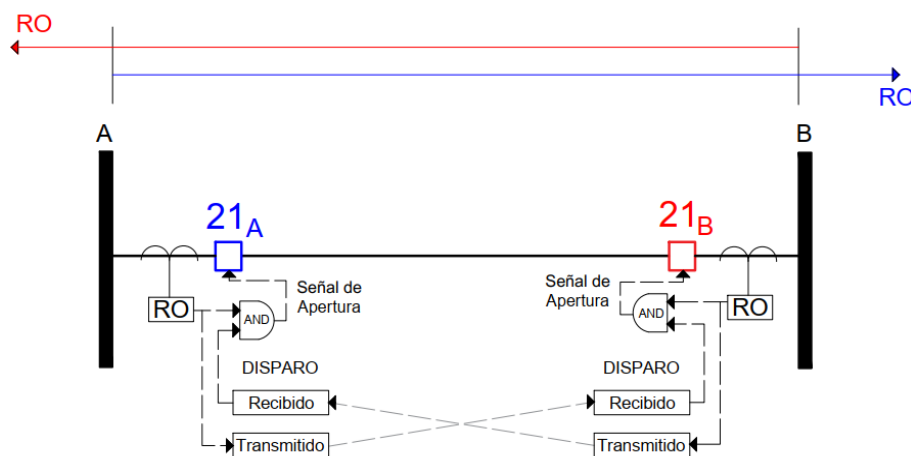 RO
RO
A
B
21A
21B
Señal de
Apertura
Señal de
Apertura
RO
AND
AND
RO
DISPARO
DISPARO
Recibido
Recibido
Transmitido
Transmitido